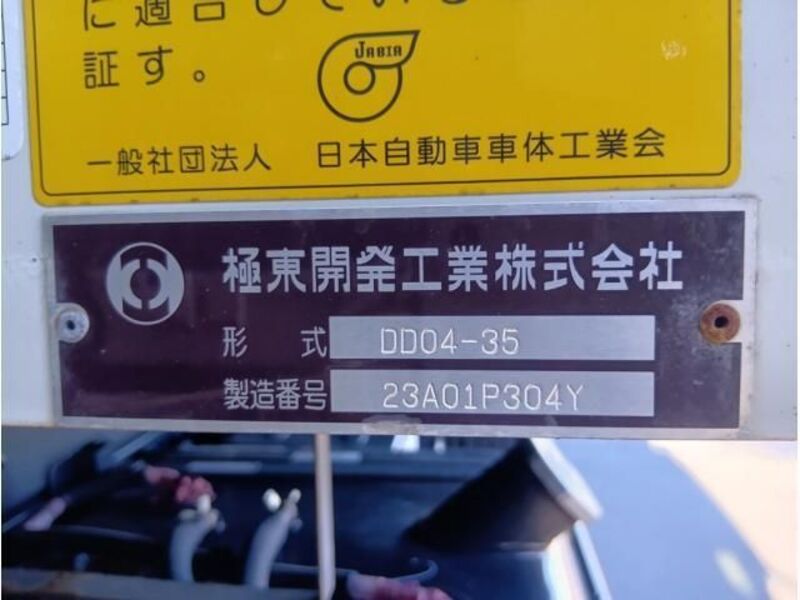 に適合している
証す。
JABIA
一般社団法人 日本自動車車体工業会
極東開発工業株式会社
形 式 DD04-35
製造番号 23A01P304Y